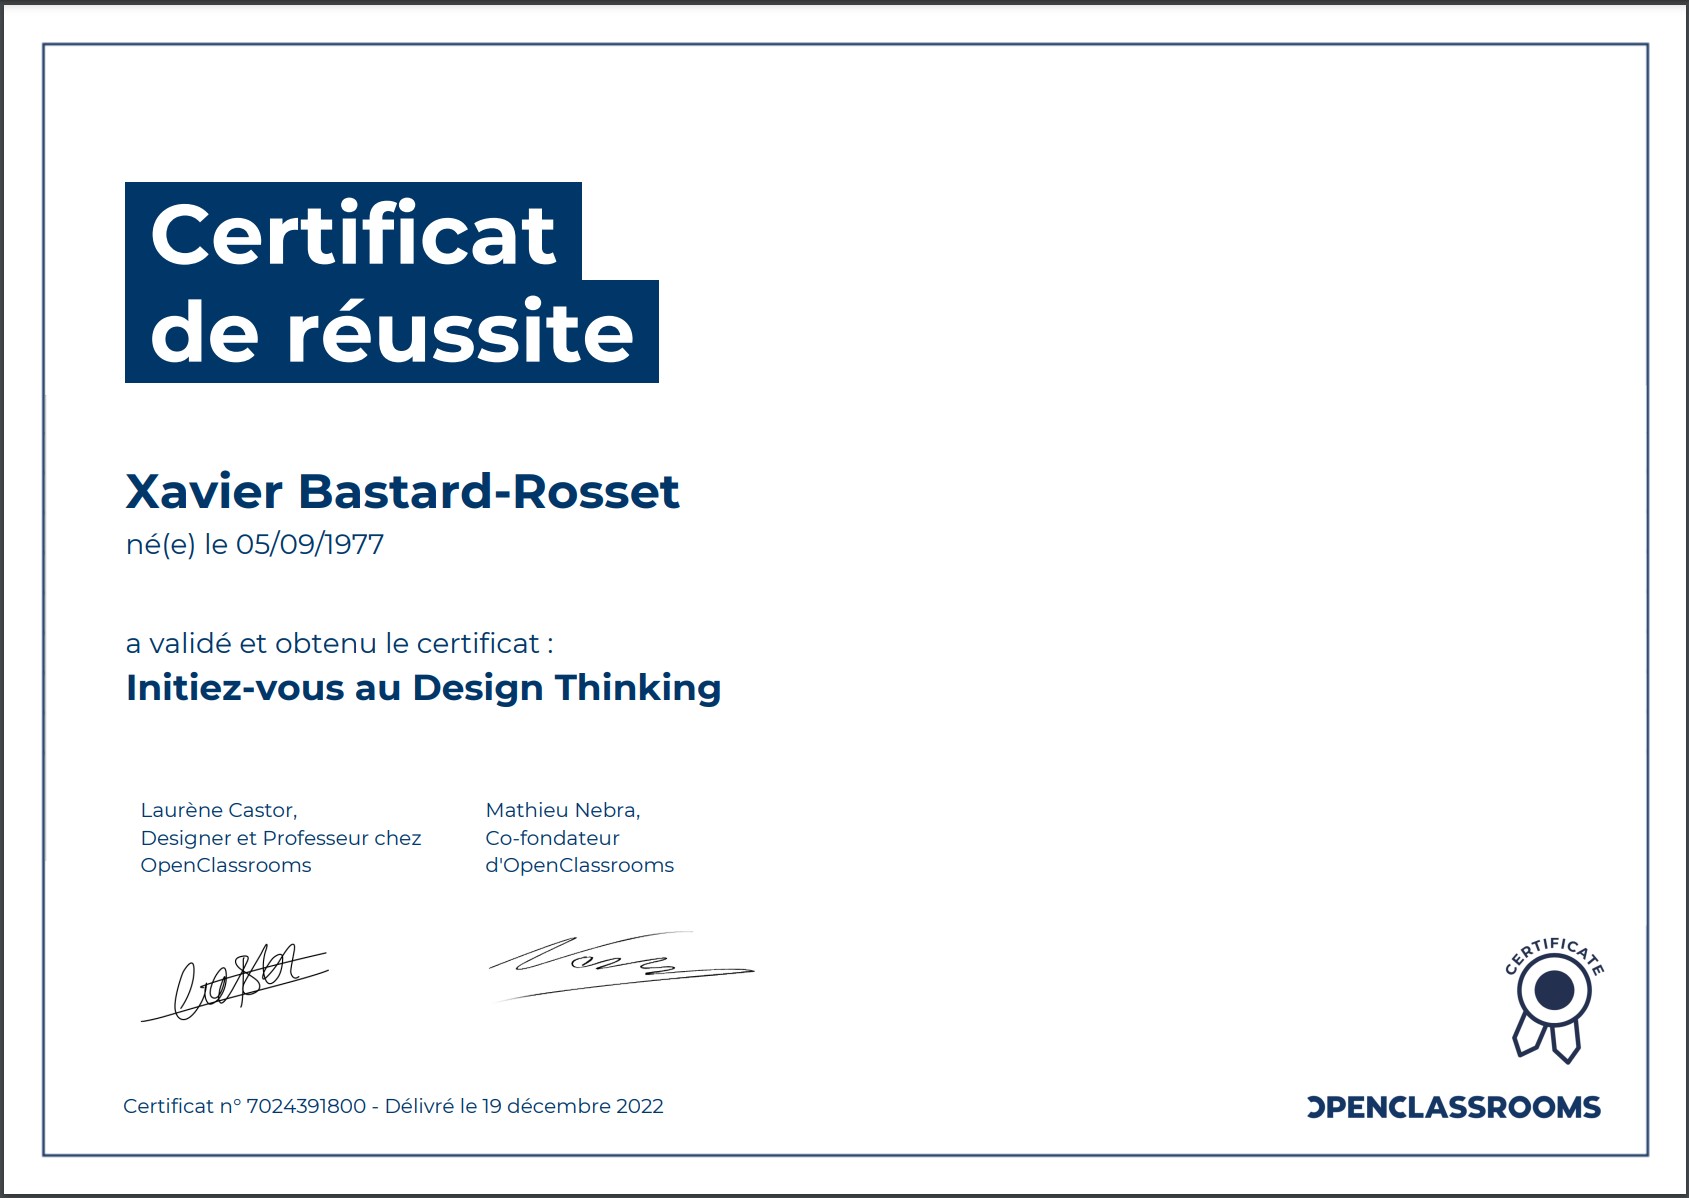 Certificat
de réussite
Xavier Bastard-Rosset
né(e) le 05/09/1977
a validé et obtenu le certificat :
Initiez-vous au Design Thinking
Laurène Castor,
Designer et Professeur chez
OpenClassrooms
Mathieu Nebra,
Co-fondateur
d'OpenClassrooms
CERTIFICATE
Certificat n° 7024391800 - Délivré le 19 décembre 2022
OPENCLASSROOMS